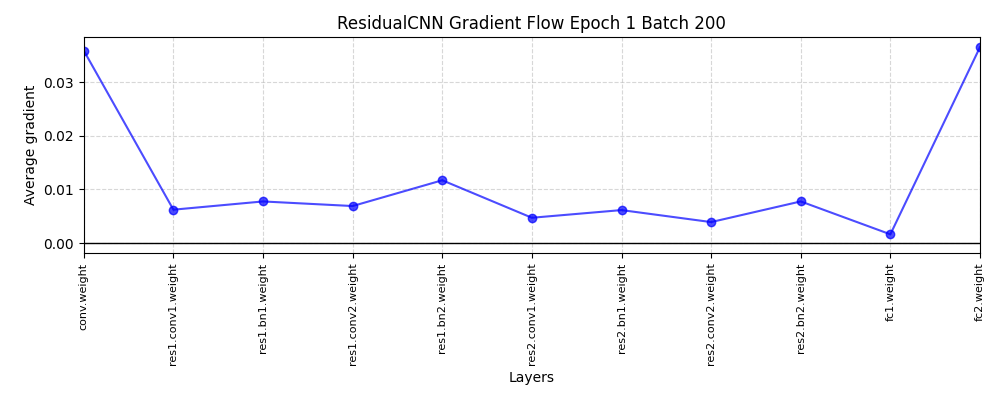 ResidualCNN Gradient Flow Epoch 1 Batch 200
Average gradient
0.03
0.02
0.01
0.00
conv.weight
res1.conv1.weight
res1.bn1.weight
res1.conv2.weight
res1.bn2.weight
res2.conv1.weight
res2.bn1.weight
res2.conv2.weight
res2.bn2.weight
fc1.weight
fc2.weight
Layers